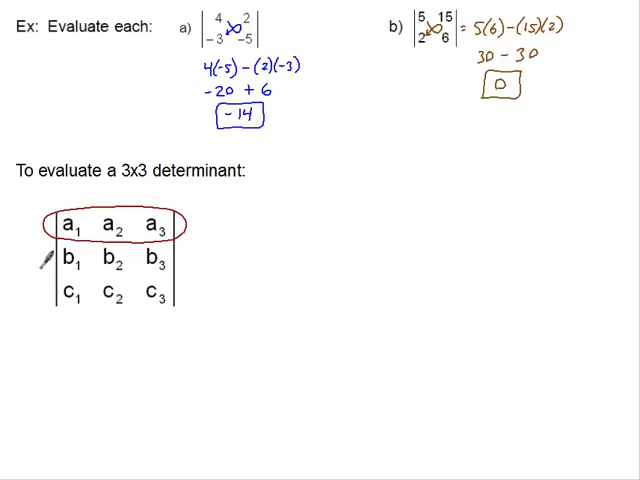 Ex: Evaluate each: a) |4 2| b) |5 15| = 5(6) - (15)(2)
|-3 -5| |2 6|
4(-5) - (2)(-3) 30 - 30
-20 + 6 0
-14
To evaluate a 3x3 determinant:
|a₁ a₂ a₃|
|b₁ b₂ b₃|
|c₁ c₂ c₃|